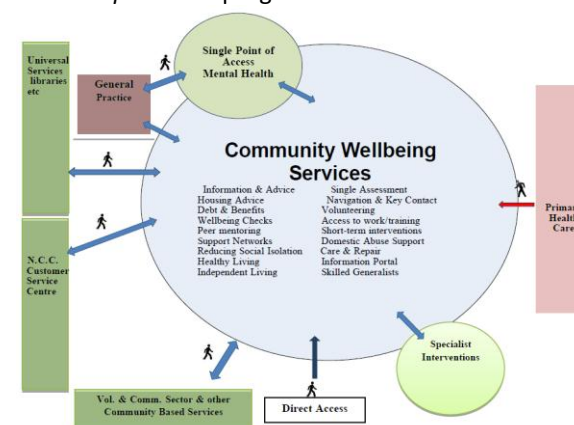 Single Point of
Access
Mental Health
Universal
Services
libraries
etc
General
Practice
Community Wellbeing
Services
Information & Advice
Housing Advice
Debt & Benefits
Wellbeing Checks
Peer mentoring
Support Networks
Reducing Social Isolation
Healthy Living
Independent Living
Single Assessment
Navigation & Key Contact
Volunteering
Access to work/training
Short-term interventions
Domestic Abuse Support
Care & Repair
Information Portal
Skilled Generalists
Health
Care
N.C.C.
Customer
Service
Centre
Specialist
Interventions
Vol. & Comm. Sector & other
Community Based Services
Direct Access